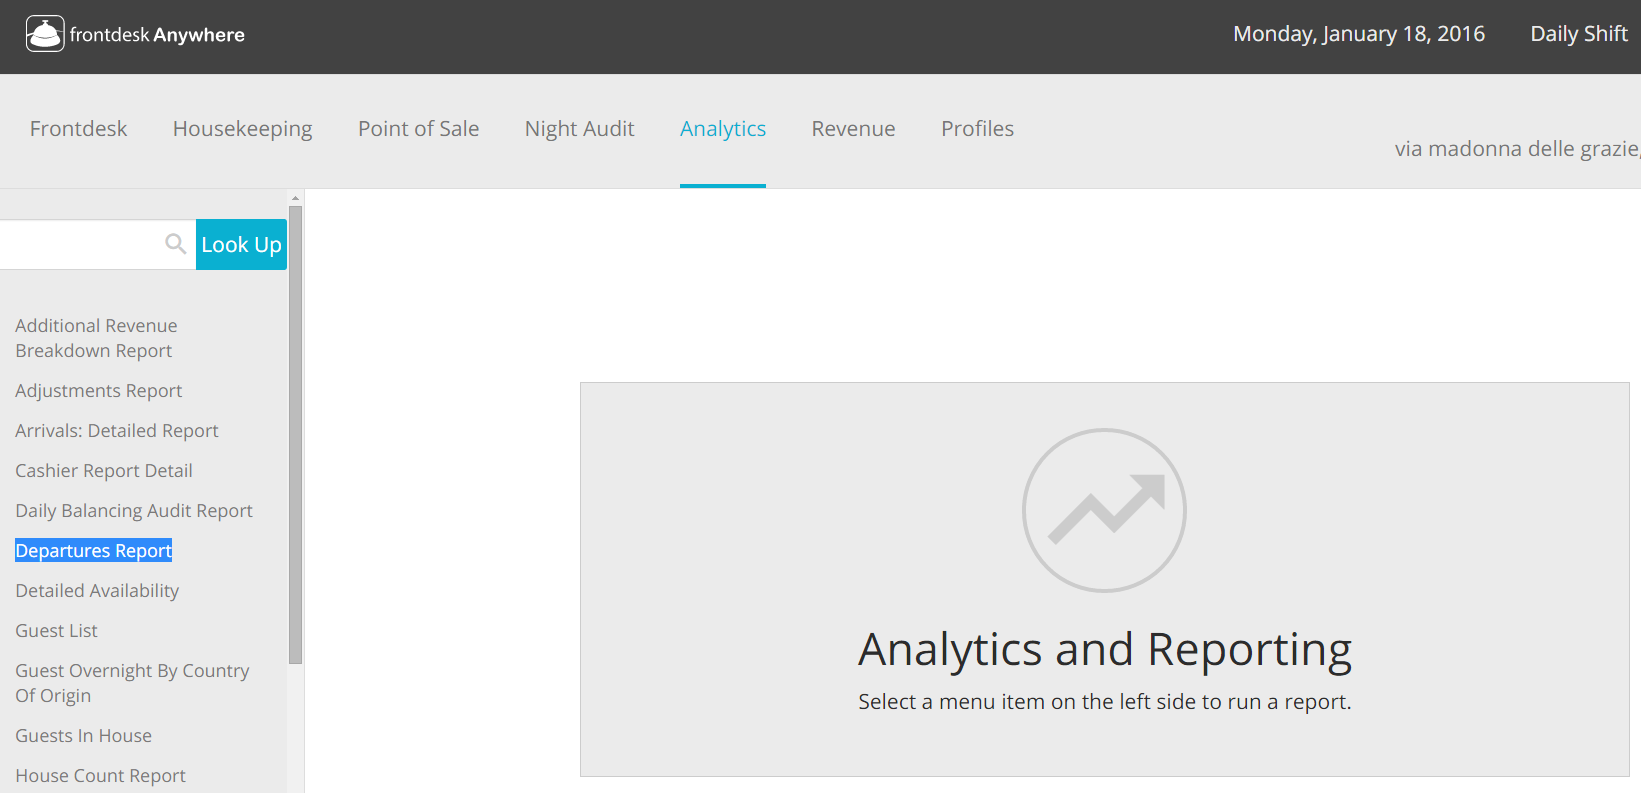 frontdesk Anywhere
Monday, January 18, 2016
Daily Shift
Frontdesk
Housekeeping
Point of Sale
Night Audit
Analytics
Revenue
Profiles
via madonna delle grazie,
Look Up
Additional Revenue
Breakdown Report
Adjustments Report
Arrivals: Detailed Report
Cashier Report Detail
Daily Balancing Audit Report
Departures Report
Detailed Availability
Guest List
Guest Overnight By Country
Of Origin
Guests In House
House Count Report
Analytics and Reporting
Select a menu item on the left side to run a report.